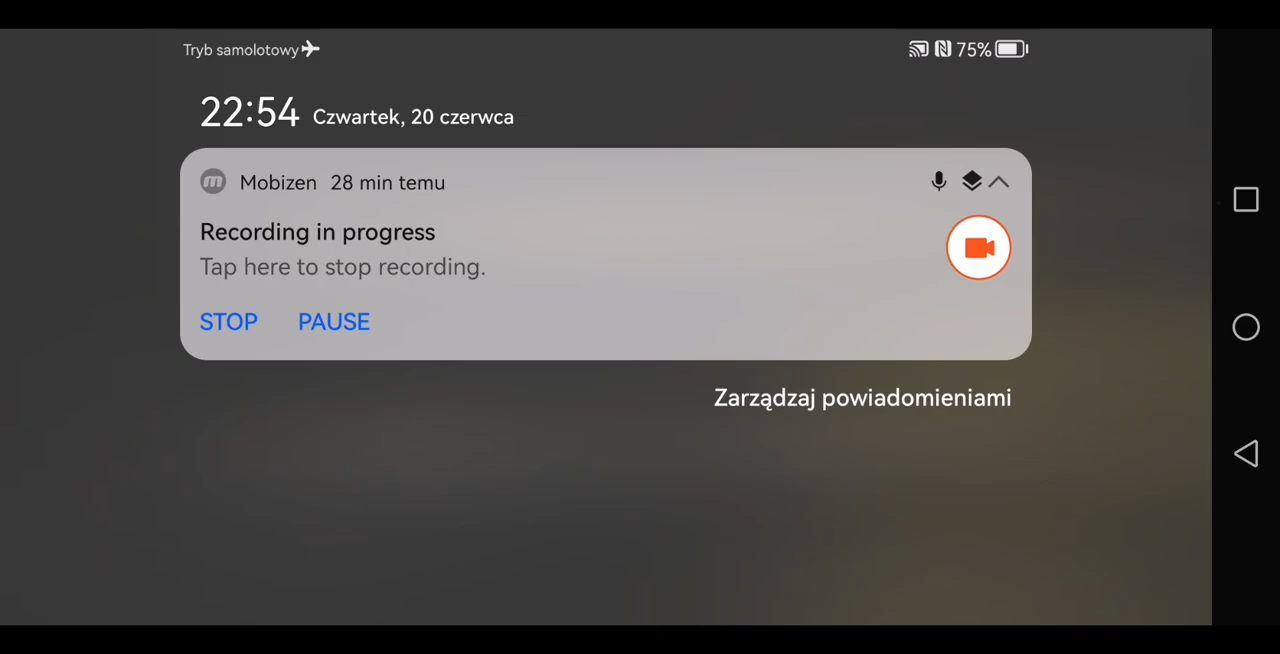 Tryb samolotowy 75%
22:54 Czwartek, 20 czerwca
Mobizen 28 min temu
Recording in progress
Tap here to stop recording.
STOP PAUSE
Zarządzaj powiadomieniami